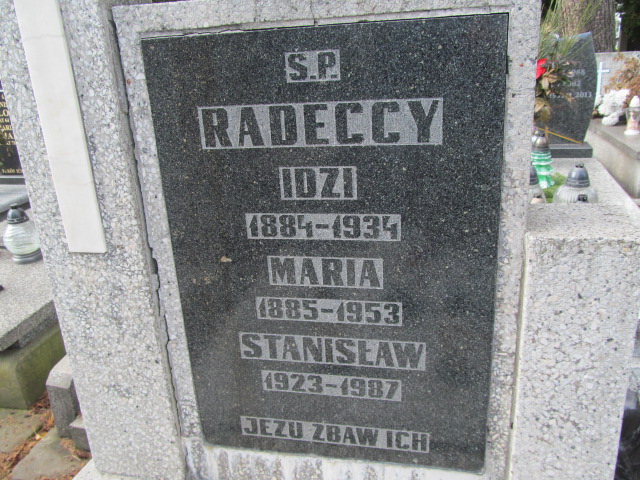 S.P.
RADECCY
IDZI
1884-1934
MARIA
1885-1953
STANISŁAW
1923-1987
JEZU ZBAW ICH